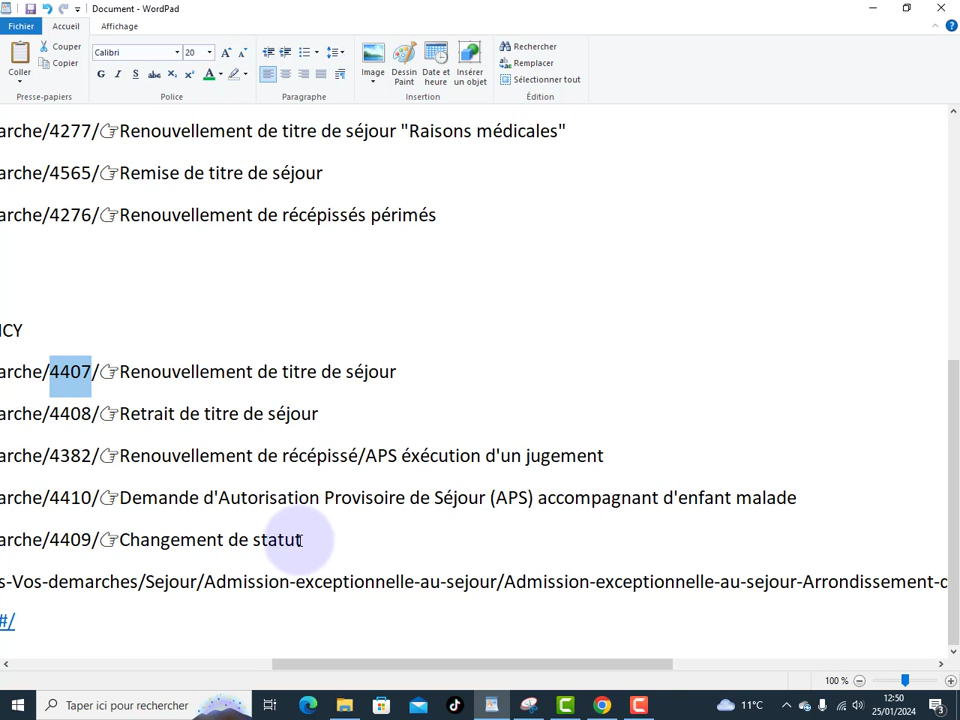 Document - WordPad
Fichier Accueil Affichage
Coller
Couper
Copier
Presse-papiers
Calibri 20
G I S abc X₂ X² A
Police
Paragraphe
Image
Dessin Paint
Date et heure
Insérer un objet
Insertion
Rechercher
Remplacer
Sélectionner tout
Édition
arche/4277/👉Renouvellement de titre de séjour "Raisons médicales"
arche/4565/👉Remise de titre de séjour
arche/4276/👉Renouvellement de récépissés périmés
ICY
arche/4407/👉Renouvellement de titre de séjour
arche/4408/👉Retrait de titre de séjour
arche/4382/👉Renouvellement de récépissé/APS éxécution d'un jugement
arche/4410/👉Demande d'Autorisation Provisoire de Séjour (APS) accompagnant d'enfant malade
arche/4409/👉Changement de statut
s-Vos-demarches/Sejour/Admission-exceptionnelle-au-sejour/Admission-exceptionnelle-au-sejour-Arrondissement-d
#/
100 %
Taper ici pour rechercher
11°C
12:50
25/01/2024
3